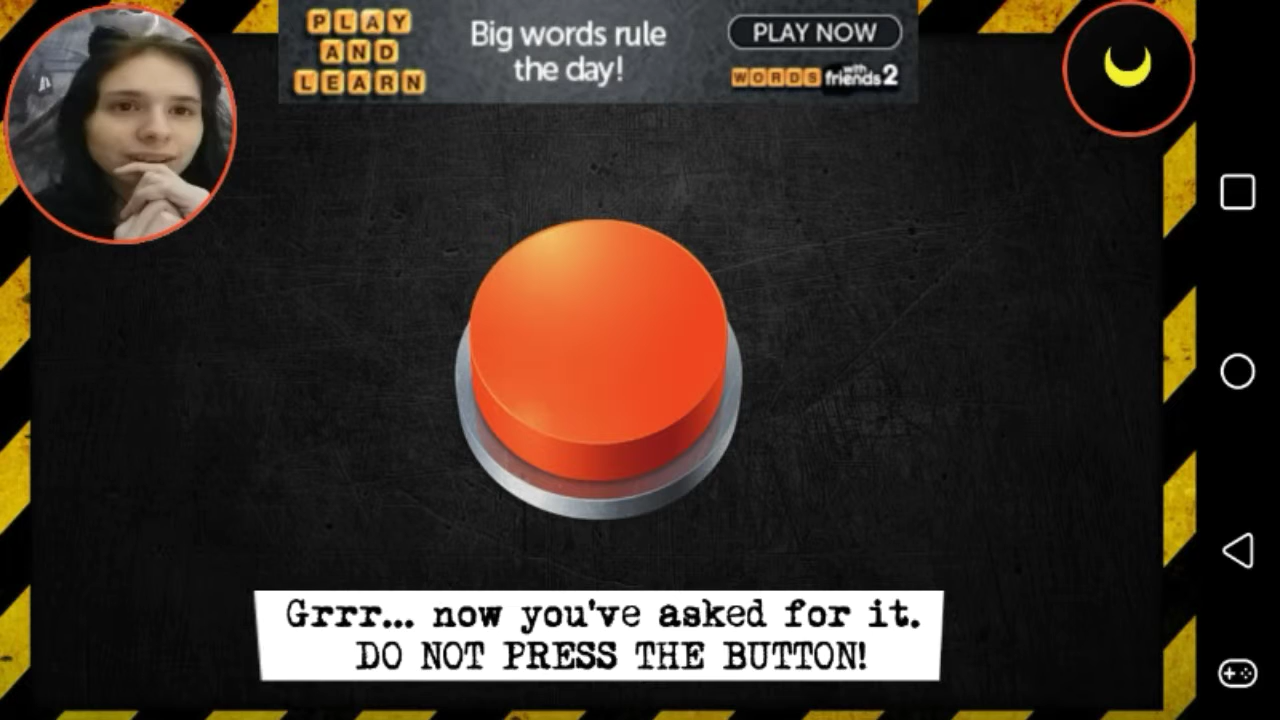 PLAY
AND
LEARN
Big words rule
the day!
PLAY NOW
WORDS with friends 2
Grrr... now you've asked for it.
DO NOT PRESS THE BUTTON!